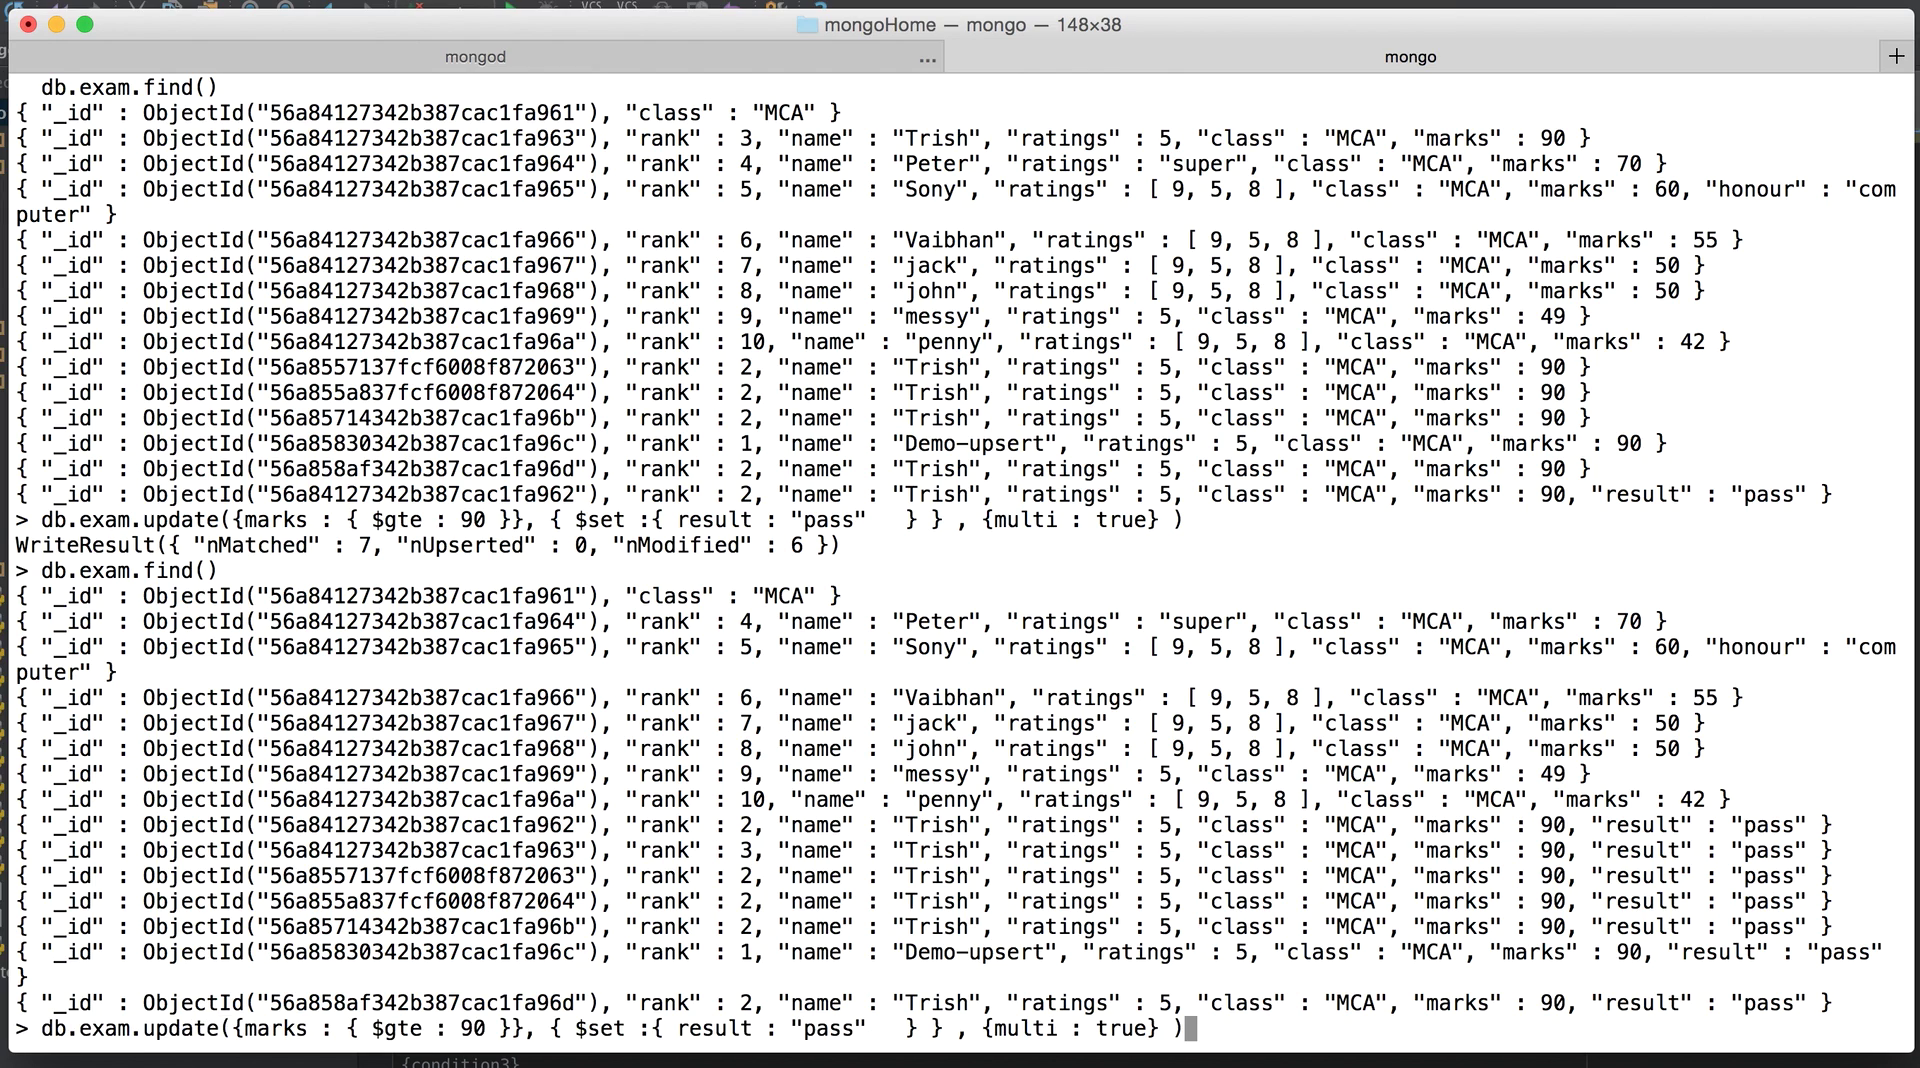 VCS VCS
mongoHome — mongo — 148×38
mongod ... mongo +
db.exam.find()
{ "_id" : ObjectId("56a84127342b387cac1fa961"), "class" : "MCA" }
{ "_id" : ObjectId("56a84127342b387cac1fa963"), "rank" : 3, "name" : "Trish", "ratings" : 5, "class" : "MCA", "marks" : 90 }
{ "_id" : ObjectId("56a84127342b387cac1fa964"), "rank" : 4, "name" : "Peter", "ratings" : "super", "class" : "MCA", "marks" : 70 }
{ "_id" : ObjectId("56a84127342b387cac1fa965"), "rank" : 5, "name" : "Sony", "ratings" : [ 9, 5, 8 ], "class" : "MCA", "marks" : 60, "honour" : "com
puter" }
{ "_id" : ObjectId("56a84127342b387cac1fa966"), "rank" : 6, "name" : "Vaibhan", "ratings" : [ 9, 5, 8 ], "class" : "MCA", "marks" : 55 }
{ "_id" : ObjectId("56a84127342b387cac1fa967"), "rank" : 7, "name" : "jack", "ratings" : [ 9, 5, 8 ], "class" : "MCA", "marks" : 50 }
{ "_id" : ObjectId("56a84127342b387cac1fa968"), "rank" : 8, "name" : "john", "ratings" : [ 9, 5, 8 ], "class" : "MCA", "marks" : 50 }
{ "_id" : ObjectId("56a84127342b387cac1fa969"), "rank" : 9, "name" : "messy", "ratings" : 5, "class" : "MCA", "marks" : 49 }
{ "_id" : ObjectId("56a84127342b387cac1fa96a"), "rank" : 10, "name" : "penny", "ratings" : [ 9, 5, 8 ], "class" : "MCA", "marks" : 42 }
{ "_id" : ObjectId("56a8557137fcf6008f872063"), "rank" : 2, "name" : "Trish", "ratings" : 5, "class" : "MCA", "marks" : 90 }
{ "_id" : ObjectId("56a855a837fcf6008f872064"), "rank" : 2, "name" : "Trish", "ratings" : 5, "class" : "MCA", "marks" : 90 }
{ "_id" : ObjectId("56a85714342b387cac1fa96b"), "rank" : 2, "name" : "Trish", "ratings" : 5, "class" : "MCA", "marks" : 90 }
{ "_id" : ObjectId("56a85830342b387cac1fa96c"), "rank" : 1, "name" : "Demo-upsert", "ratings" : 5, "class" : "MCA", "marks" : 90 }
{ "_id" : ObjectId("56a858af342b387cac1fa96d"), "rank" : 2, "name" : "Trish", "ratings" : 5, "class" : "MCA", "marks" : 90 }
{ "_id" : ObjectId("56a84127342b387cac1fa962"), "rank" : 2, "name" : "Trish", "ratings" : 5, "class" : "MCA", "marks" : 90, "result" : "pass" }
> db.exam.update({marks : { $gte : 90 }}, { $set :{ result : "pass"   } } , {multi : true} )
WriteResult({ "nMatched" : 7, "nUpserted" : 0, "nModified" : 6 })
> db.exam.find()
{ "_id" : ObjectId("56a84127342b387cac1fa961"), "class" : "MCA" }
{ "_id" : ObjectId("56a84127342b387cac1fa964"), "rank" : 4, "name" : "Peter", "ratings" : "super", "class" : "MCA", "marks" : 70 }
{ "_id" : ObjectId("56a84127342b387cac1fa965"), "rank" : 5, "name" : "Sony", "ratings" : [ 9, 5, 8 ], "class" : "MCA", "marks" : 60, "honour" : "com
puter" }
{ "_id" : ObjectId("56a84127342b387cac1fa966"), "rank" : 6, "name" : "Vaibhan", "ratings" : [ 9, 5, 8 ], "class" : "MCA", "marks" : 55 }
{ "_id" : ObjectId("56a84127342b387cac1fa967"), "rank" : 7, "name" : "jack", "ratings" : [ 9, 5, 8 ], "class" : "MCA", "marks" : 50 }
{ "_id" : ObjectId("56a84127342b387cac1fa968"), "rank" : 8, "name" : "john", "ratings" : [ 9, 5, 8 ], "class" : "MCA", "marks" : 50 }
{ "_id" : ObjectId("56a84127342b387cac1fa969"), "rank" : 9, "name" : "messy", "ratings" : 5, "class" : "MCA", "marks" : 49 }
{ "_id" : ObjectId("56a84127342b387cac1fa96a"), "rank" : 10, "name" : "penny", "ratings" : [ 9, 5, 8 ], "class" : "MCA", "marks" : 42 }
{ "_id" : ObjectId("56a84127342b387cac1fa962"), "rank" : 2, "name" : "Trish", "ratings" : 5, "class" : "MCA", "marks" : 90, "result" : "pass" }
{ "_id" : ObjectId("56a84127342b387cac1fa963"), "rank" : 3, "name" : "Trish", "ratings" : 5, "class" : "MCA", "marks" : 90, "result" : "pass" }
{ "_id" : ObjectId("56a8557137fcf6008f872063"), "rank" : 2, "name" : "Trish", "ratings" : 5, "class" : "MCA", "marks" : 90, "result" : "pass" }
{ "_id" : ObjectId("56a855a837fcf6008f872064"), "rank" : 2, "name" : "Trish", "ratings" : 5, "class" : "MCA", "marks" : 90, "result" : "pass" }
{ "_id" : ObjectId("56a85714342b387cac1fa96b"), "rank" : 2, "name" : "Trish", "ratings" : 5, "class" : "MCA", "marks" : 90, "result" : "pass" }
{ "_id" : ObjectId("56a85830342b387cac1fa96c"), "rank" : 1, "name" : "Demo-upsert", "ratings" : 5, "class" : "MCA", "marks" : 90, "result" : "pass"
}
{ "_id" : ObjectId("56a858af342b387cac1fa96d"), "rank" : 2, "name" : "Trish", "ratings" : 5, "class" : "MCA", "marks" : 90, "result" : "pass" }
> db.exam.update({marks : { $gte : 90 }}, { $set :{ result : "pass"   } } , {multi : true} )
{condition3}